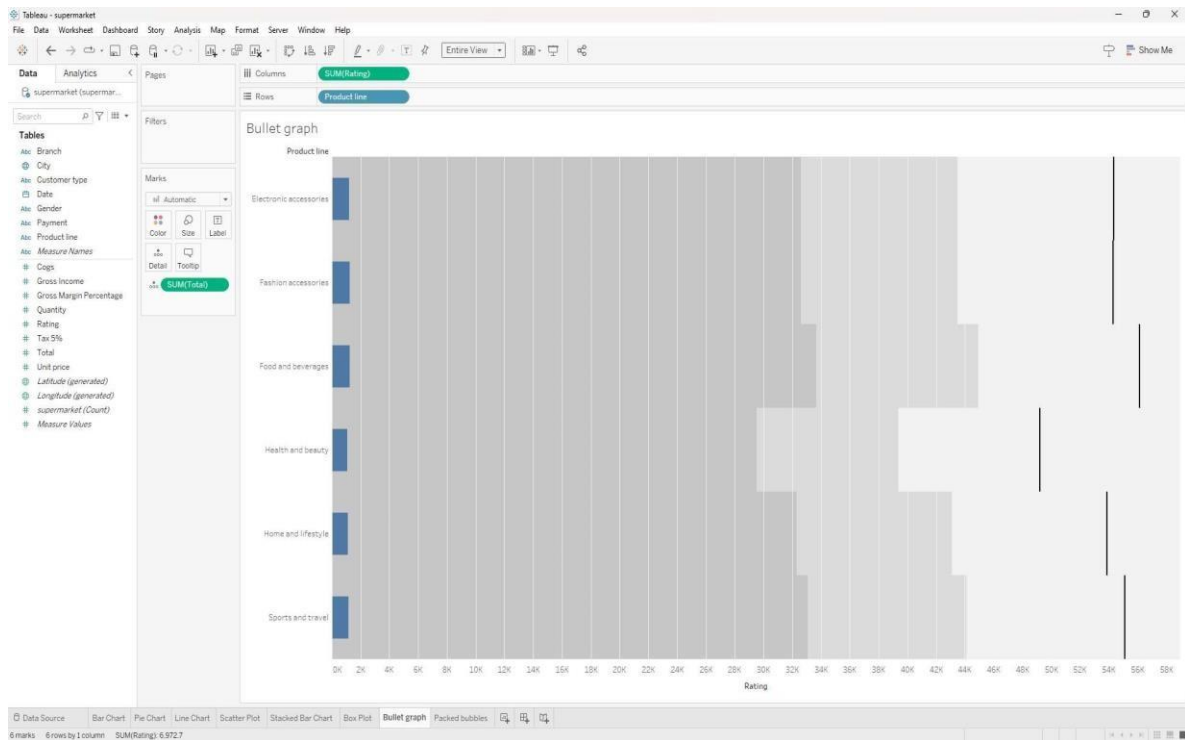 Tableau - supermarket
File Data Worksheet Dashboard Story Analysis Map Format Server Window Help
Entire View
Show Me
Data Analytics
supermarket (supermar...
Search
Tables
Abc Branch
City
Abc Customer type
Date
Abc Gender
Abc Payment
Abc Product line
Abc Measure Names
# Cogs
# Gross Income
# Gross Margin Percentage
# Quantity
# Rating
# Tax 5%
# Total
# Unit price
Latitude (generated)
Longitude (generated)
# supermarket (Count)
# Measure Values
Pages
Filters
Marks
Automatic
Color Size Label
Detail Tooltip
SUM(Total)
Columns SUM(Rating)
Rows Product line
Bullet graph
Product line
Electronic accessories
Fashion accessories
Food and beverages
Health and beauty
Home and lifestyle
Sports and travel
0K 2K 4K 6K 8K 10K 12K 14K 16K 18K 20K 22K 24K 26K 28K 30K 32K 34K 36K 38K 40K 42K 44K 46K 48K 50K 52K 54K 56K 58K
Rating
Data Source Bar Chart Pie Chart Line Chart Scatter Plot Stacked Bar Chart Box Plot Bullet graph Packed bubbles
6 marks 6 rows by 1 column SUM(Rating): 6,972.7